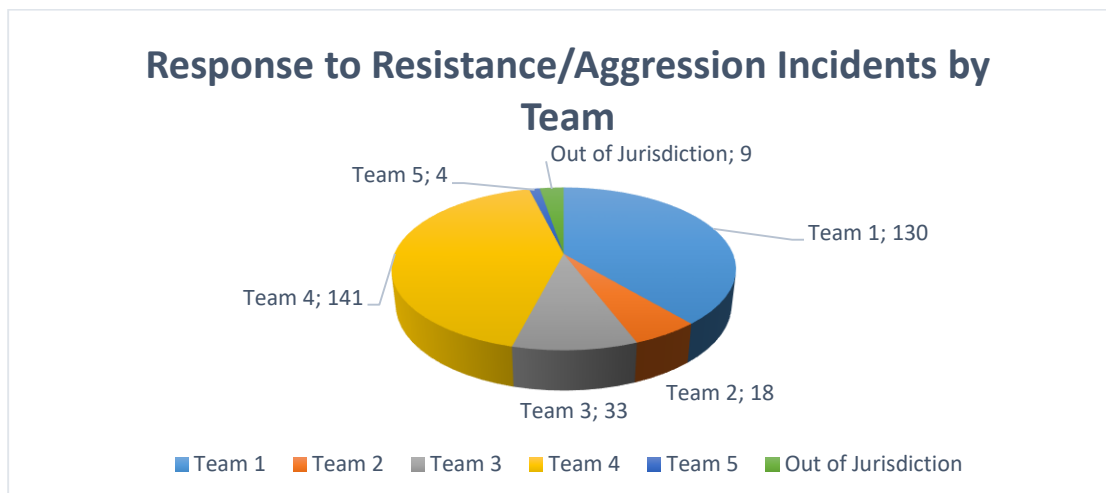 Response to Resistance/Aggression Incidents by
Team
Out of Jurisdiction; 9
Team 5; 4
Team 1; 130
Team 4; 141
Team 2; 18
Team 3; 33
Team 1
Team 2
Team 3
Team 4
Team 5
Out of Jurisdiction